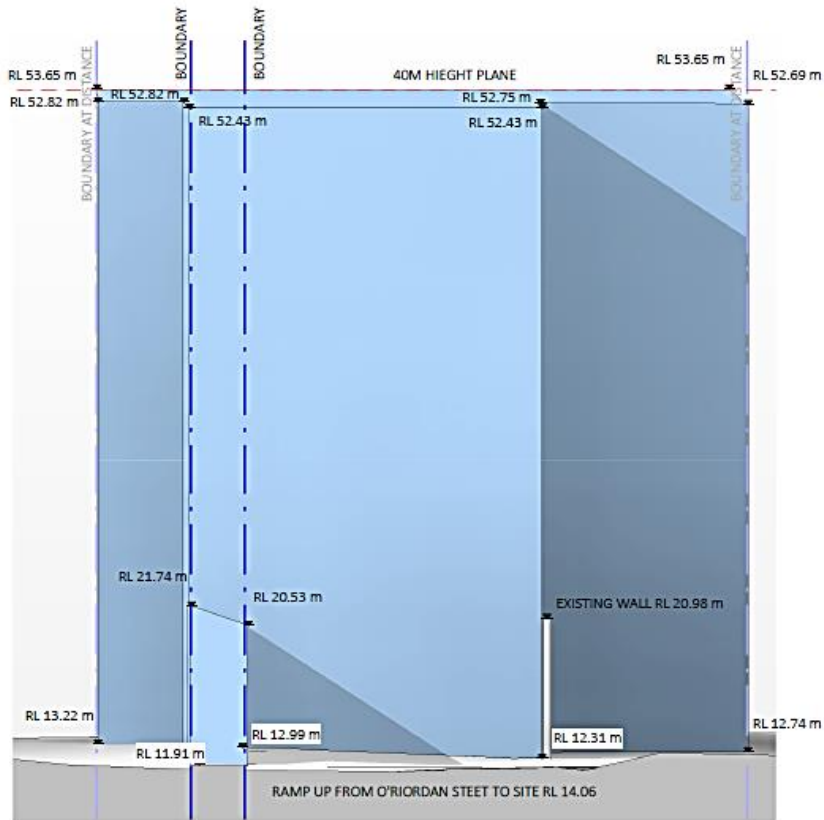 BOUNDARY
BOUNDARY
RL 53.65 m
40M HIEGHT PLANE
RL 53.65 m
RL 52.69 m
RL 52.82 m
RL 52.82 m
RL 52.75 m
RL 52.43 m
RL 52.43 m
BOUNDARY AT DISTANCE
BOUNDARY AT DISTANCE
RL 21.74 m
RL 20.53 m
EXISTING WALL RL 20.98 m
RL 13.22 m
RL 11.91 m
RL 12.99 m
RL 12.31 m
RL 12.74 m
RAMP UP FROM O'RIORDAN STEET TO SITE RL 14.06